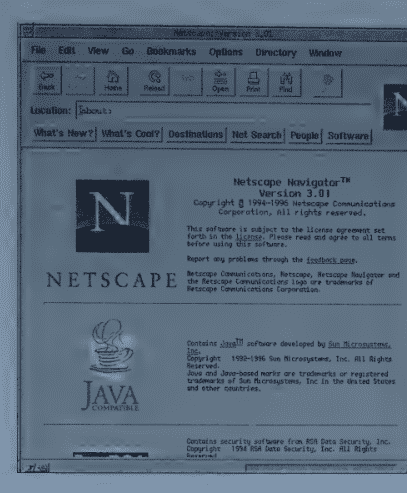 Netscape: Version 3.01
File Edit View Go Bookmarks Options Directory Window
Back Home Reload Open Print Find
Location: about:
What's New? What's Cool? Destinations Net Search People Software
N
N
Netscape Navigator™
Version 3.01
Copyright © 1994-1996 Netscape Communications
Corporation, All rights reserved.
This software is subject to the license agreement set
forth in the license. Please read and agree to all terms
before using this software.
Report any problems through the feedback page.
NETSCAPE
Netscape Communications, Netscape, Netscape Navigator and
the Netscape Communications logo are trademarks of
Netscape Communications Corporation.
Contains Java™ software developed by Sun Microsystems,
Inc.
Copyright 1992-1996 Sun Microsystems, Inc. All Rights
Reserved.
Java and Java-based marks are trademarks or registered
trademarks of Sun Microsystems, Inc in the United States
and other countries.
JAVA
COMPATIBLE
Contains security software from RSA Data Security, Inc.
Copyright 1994 RSA Data Security, Inc. All Rights
Reserved